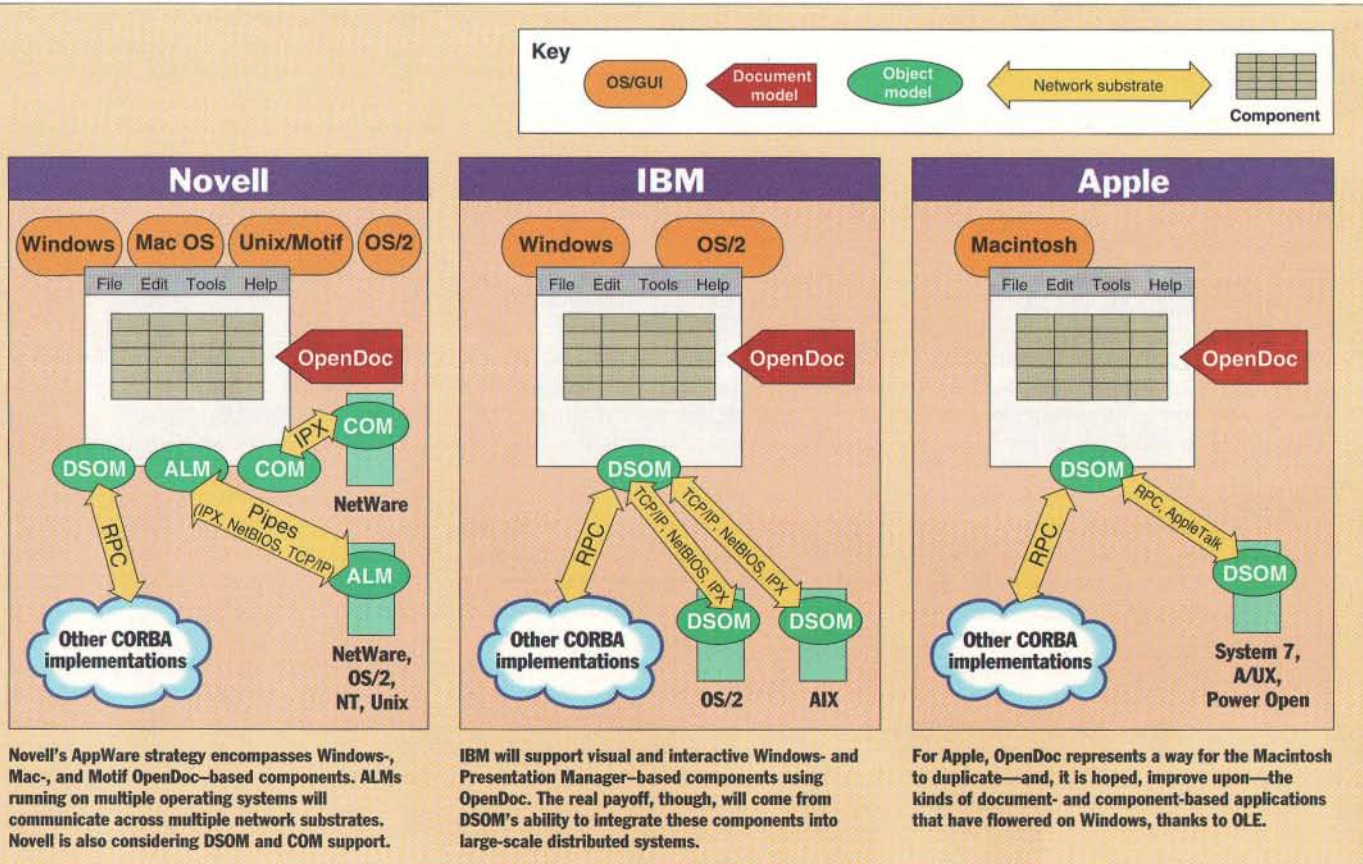 Key
OS/GUI
Document
model
Object
model
Network substrate
Component
Novell
Windows
Mac OS
Unix/Motif
OS/2
File Edit Tools Help
OpenDoc
COM
IPX
DSOM
ALM
COM
NetWare
RPC
Pipes
(IPX, NetBIOS, TCP/IP)
ALM
Other CORBA
implementations
NetWare,
OS/2,
NT, Unix
Novell's AppWare strategy encompasses Windows-,
Mac-, and Motif OpenDoc–based components. ALMs
running on multiple operating systems will
communicate across multiple network substrates.
Novell is also considering DSOM and COM support.
IBM
Windows
OS/2
File Edit Tools Help
OpenDoc
DSOM
RPC
TCP/IP, NetBIOS, IPX
TCP/IP, NetBIOS, IPX
Other CORBA
implementations
DSOM
DSOM
OS/2
AIX
IBM will support visual and interactive Windows- and
Presentation Manager–based components using
OpenDoc. The real payoff, though, will come from
DSOM's ability to integrate these components into
large-scale distributed systems.
Apple
Macintosh
File Edit Tools Help
OpenDoc
DSOM
RPC
RPC, AppleTalk
DSOM
Other CORBA
implementations
System 7,
A/UX,
Power Open
For Apple, OpenDoc represents a way for the Macintosh
to duplicate—and, it is hoped, improve upon—the
kinds of document- and component-based applications
that have flowered on Windows, thanks to OLE.